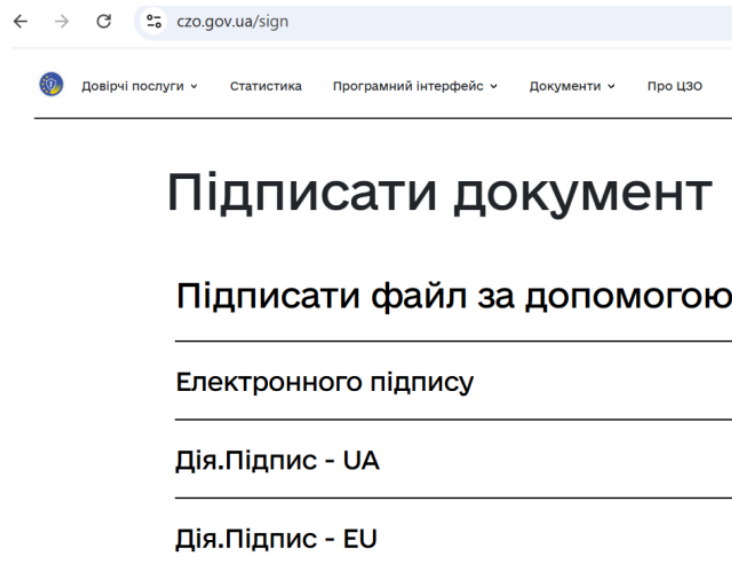 czo.gov.ua/sign
Довірчі послуги Статистика Програмний інтерфейс Документи Про ЦЗО
Підписати документ
Підписати файл за допомогою
Електронного підпису
Дія.Підпис - UA
Дія.Підпис - EU